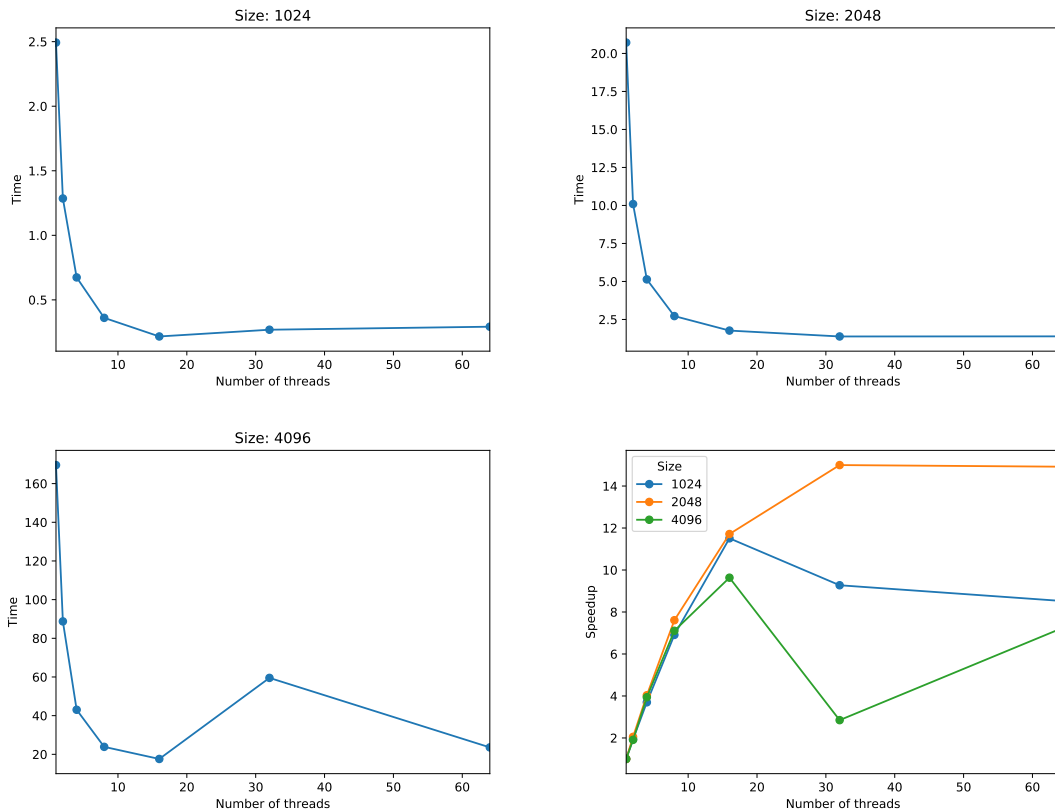 Size: 1024
2.5
2.0
1.5
1.0
0.5
Time
10 20 30 40 50 60
Number of threads
Size: 2048
20.0
17.5
15.0
12.5
10.0
7.5
5.0
2.5
Time
10 20 30 40 50 60
Number of threads
Size: 4096
160
140
120
100
80
60
40
20
Time
10 20 30 40 50 60
Number of threads
Size
1024
2048
4096
14
12
10
8
6
4
2
Speedup
10 20 30 40 50 60
Number of threads